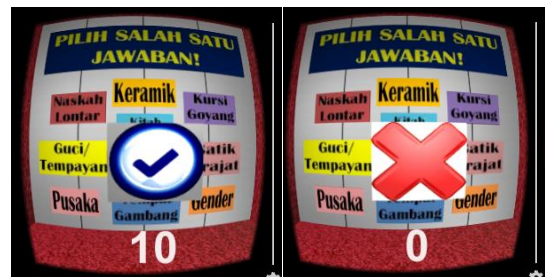 PILIH SALAH SATU
JAWABAN!
Naskah
Lontar
Keramik
Kursi
Goyang
Guci/
Tempayan
Pusaka
Gambang
Gender
10
PILIH SALAH SATU
JAWABAN!
Naskah
Lontar
Keramik
Kursi
Goyang
Guci/
Tempayan
Pusaka
Gambang
Gender
0